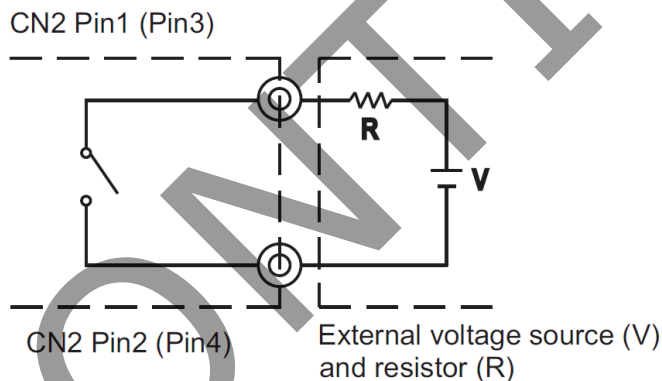 CN2 Pin1 (Pin3)
R
V
CN2 Pin2 (Pin4)
External voltage source (V)
and resistor (R)